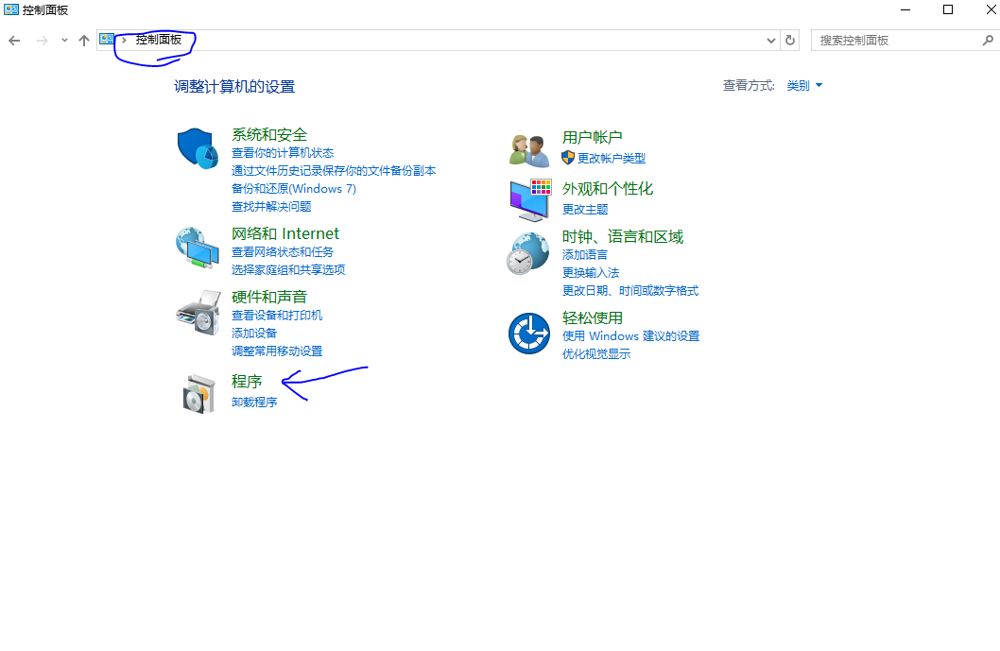 控制面板
控制面板
搜索控制面板
调整计算机的设置
查看方式: 类别
系统和安全
查看你的计算机状态
通过文件历史记录保存你的文件备份副本
备份和还原(Windows 7)
查找并解决问题
网络和 Internet
查看网络状态和任务
选择家庭组和共享选项
硬件和声音
查看设备和打印机
添加设备
调整常用移动设置
程序
卸载程序
用户帐户
更改帐户类型
外观和个性化
更改主题
时钟、语言和区域
添加语言
更换输入法
更改日期、时间或数字格式
轻松使用
使用 Windows 建议的设置
优化视觉显示